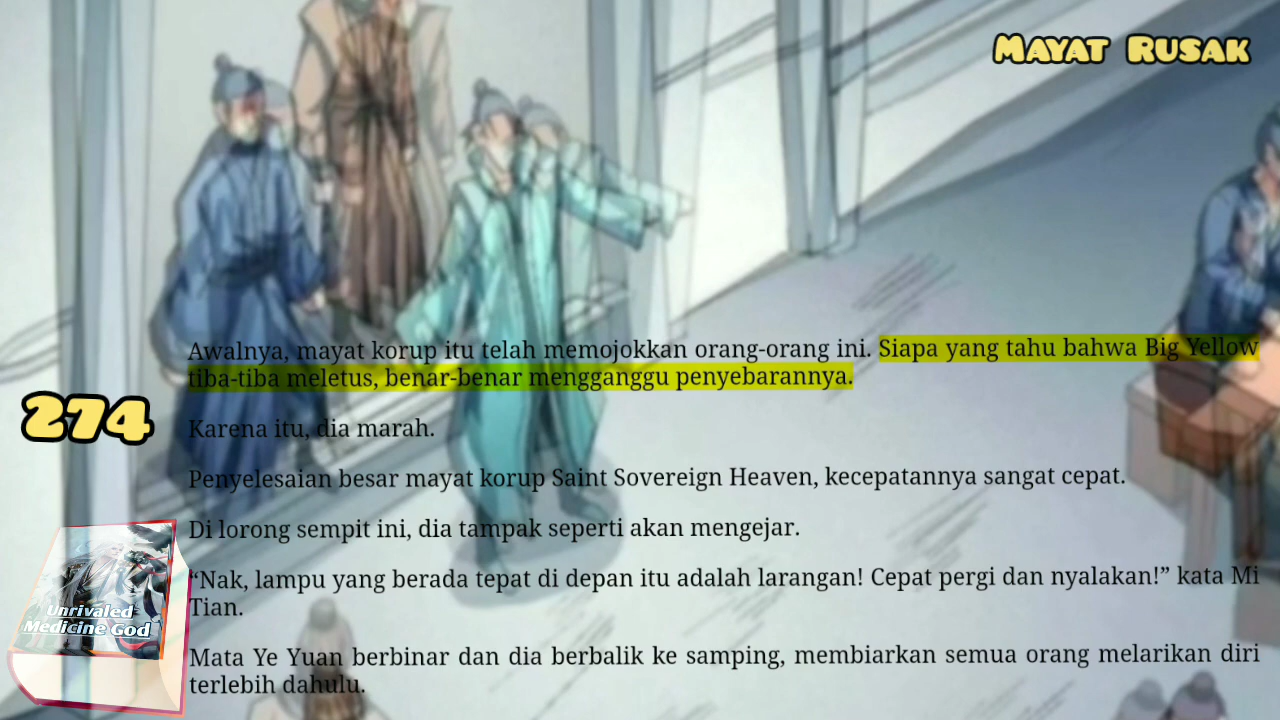 Mayat Rusak
Awalnya, mayat korup itu telah memojokkan orang-orang ini. Siapa yang tahu bahwa Big Yellow
tiba-tiba meletus, benar-benar mengganggu penyebarannya.
274
Karena itu, dia marah.
Penyelesaian besar mayat korup Saint Sovereign Heaven, kecepatannya sangat cepat.
Di lorong sempit ini, dia tampak seperti akan mengejar.
“Nak, lampu yang berada tepat di depan itu adalah larangan! Cepat pergi dan nyalakan!” kata Mi
Tian.
Unrivaled
Medicine God
Mata Ye Yuan berbinar dan dia berbalik ke samping, membiarkan semua orang melarikan diri
terlebih dahulu.